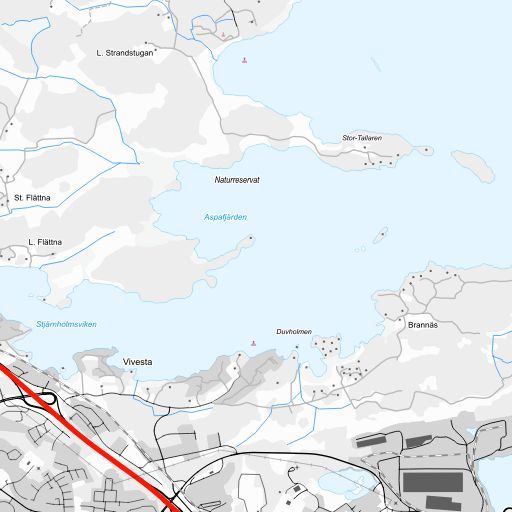 L. Strandstugan
Stor-Tallaren
Naturreservat
St. Flättna
Aspafjärden
L. Flättna
Stjärnholmsviken
Brannäs
Duvholmen
Vivesta